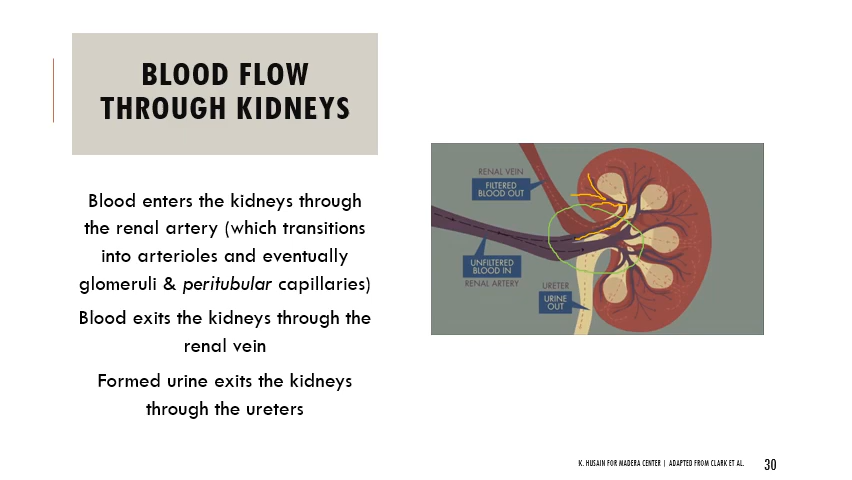 BLOOD FLOW
THROUGH KIDNEYS
Blood enters the kidneys through
the renal artery (which transitions
into arterioles and eventually
glomeruli & peritubular capillaries)
Blood exits the kidneys through the
renal vein
Formed urine exits the kidneys
through the ureters
RENAL VEIN
FILTERED
BLOOD OUT
UNFILTERED
BLOOD IN
RENAL ARTERY
URETER
URINE
OUT
K. HUSAIN FOR MADERA CENTER | ADAPTED FROM CLARK ET AL.
30